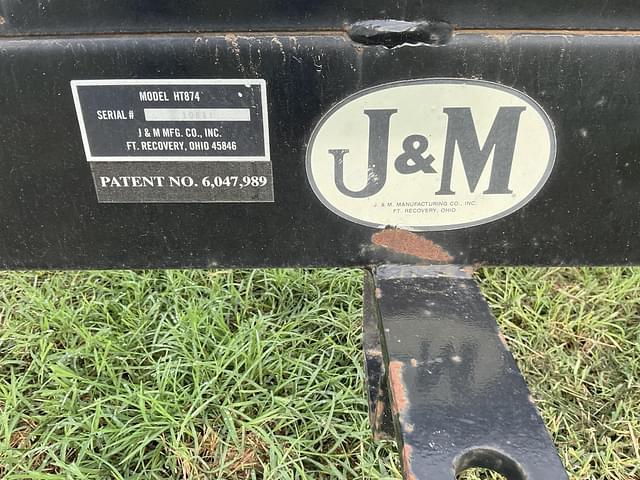 MODEL HT874
SERIAL #
J & M MFG. CO., INC.
FT. RECOVERY, OHIO 45846
PATENT NO. 6,047,989
J&M
J. & M. MANUFACTURING CO., INC.
FT. RECOVERY, OHIO